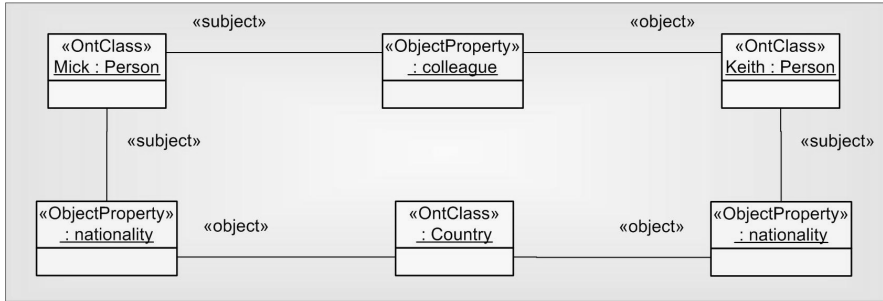 «subject»
«object»
«OntClass»
Mick : Person
«ObjectProperty»
: colleague
«OntClass»
Keith : Person
«subject»
«subject»
«ObjectProperty»
: nationality
«object»
«OntClass»
: Country
«object»
«ObjectProperty»
: nationality